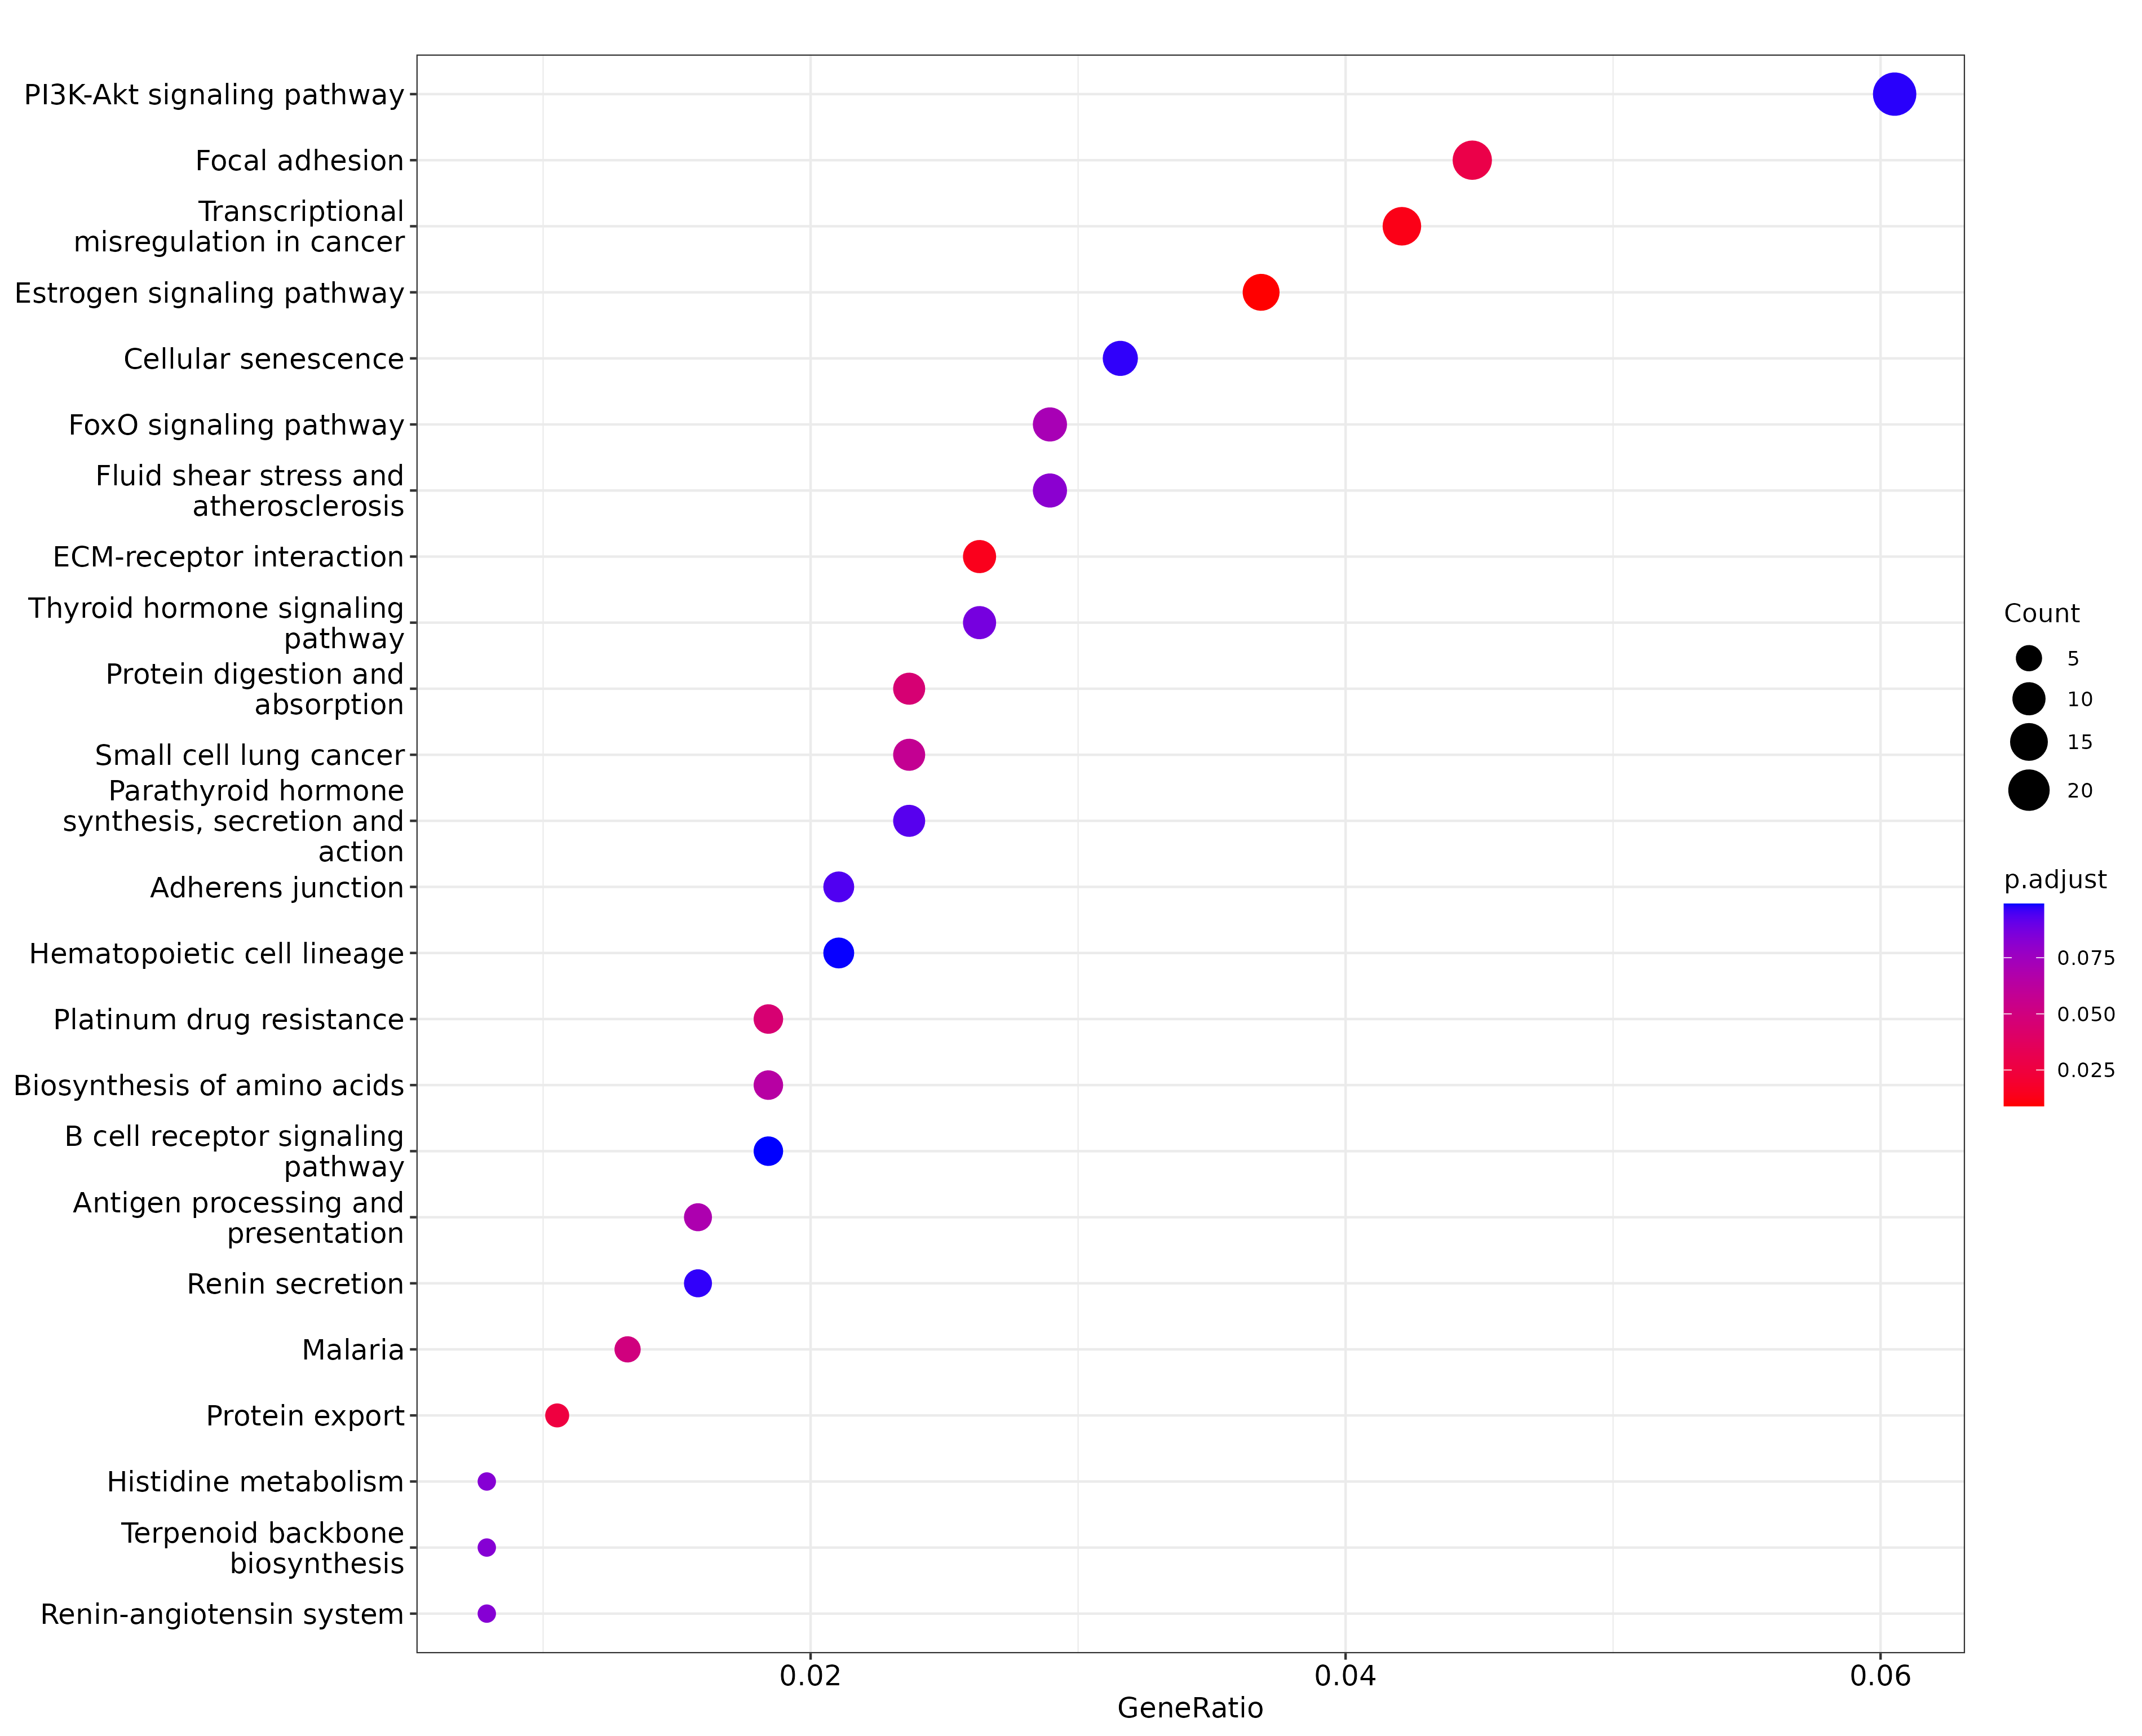 PI3K-Akt signaling pathway
Focal adhesion
Transcriptional
misregulation in cancer
Estrogen signaling pathway
Cellular senescence
FoxO signaling pathway
Fluid shear stress and
atherosclerosis
ECM-receptor interaction
Thyroid hormone signaling
pathway
Protein digestion and
absorption
Small cell lung cancer
Parathyroid hormone
synthesis, secretion and
action
Adherens junction
Hematopoietic cell lineage
Platinum drug resistance
Biosynthesis of amino acids
B cell receptor signaling
pathway
Antigen processing and
presentation
Renin secretion
Malaria
Protein export
Histidine metabolism
Terpenoid backbone
biosynthesis
Renin-angiotensin system
0.02
0.04
0.06
GeneRatio
Count
5
10
15
20
p.adjust
0.075
0.050
0.025